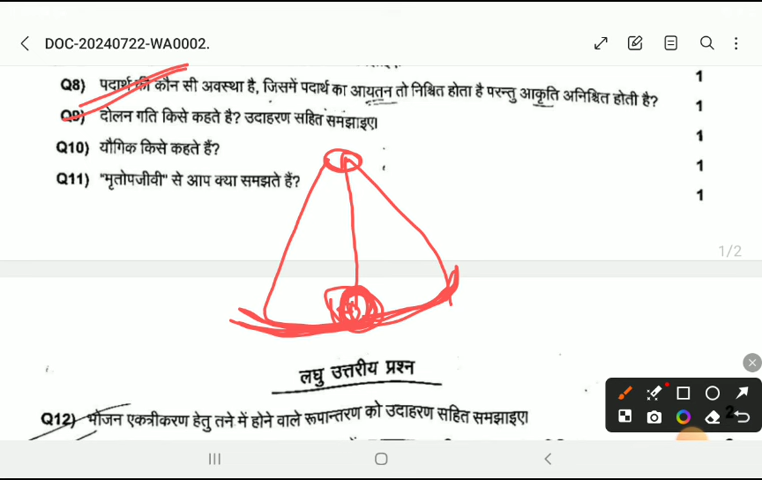 DOC-20240722-WA0002.
1
Q8) पदार्थ की कौन सी अवस्था है, जिसमें पदार्थ का आयतन तो निश्चित होता है परन्तु आकृति अनिश्चित होती है? 1
Q9) दोलन गति किसे कहते है? उदाहरण सहित समझाइए। 1
Q10) यौगिक किसे कहते हैं? 1
Q11) "मृतोपजीवी" से आप क्या समझते हैं? 1
1/2
लघु उत्तरीय प्रश्न
Q12) भोजन एकत्रीकरण हेतु तने में होने वाले रूपान्तरण को उदाहरण सहित समझाइए। 2